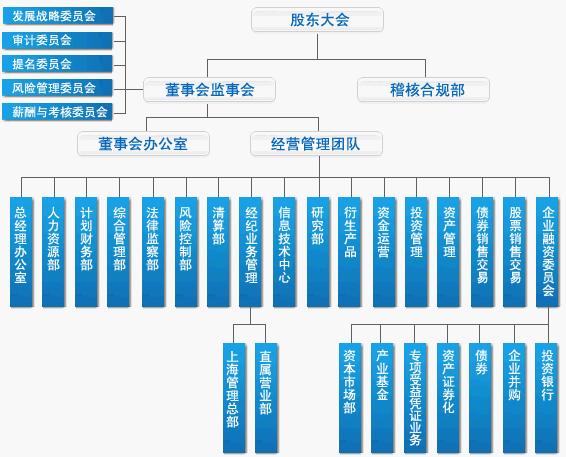 股东大会
发展战略委员会
审计委员会
提名委员会
风险管理委员会
薪酬与考核委员会
董事会监事会
稽核合规部
董事会办公室
经营管理团队
总经理办公室
人力资源部
计划财务部
综合管理部
法律监察部
风险控制部
清算部
经纪业务管理
信息技术中心
研究部
衍生产品
资金运营
投资管理
资产管理
债券销售交易
股票销售交易
企业融资委员会
上海管理总部
直属营业部
资本市场部
产业基金
专项受益凭证业务
资产证券化
债券
企业并购
投资银行